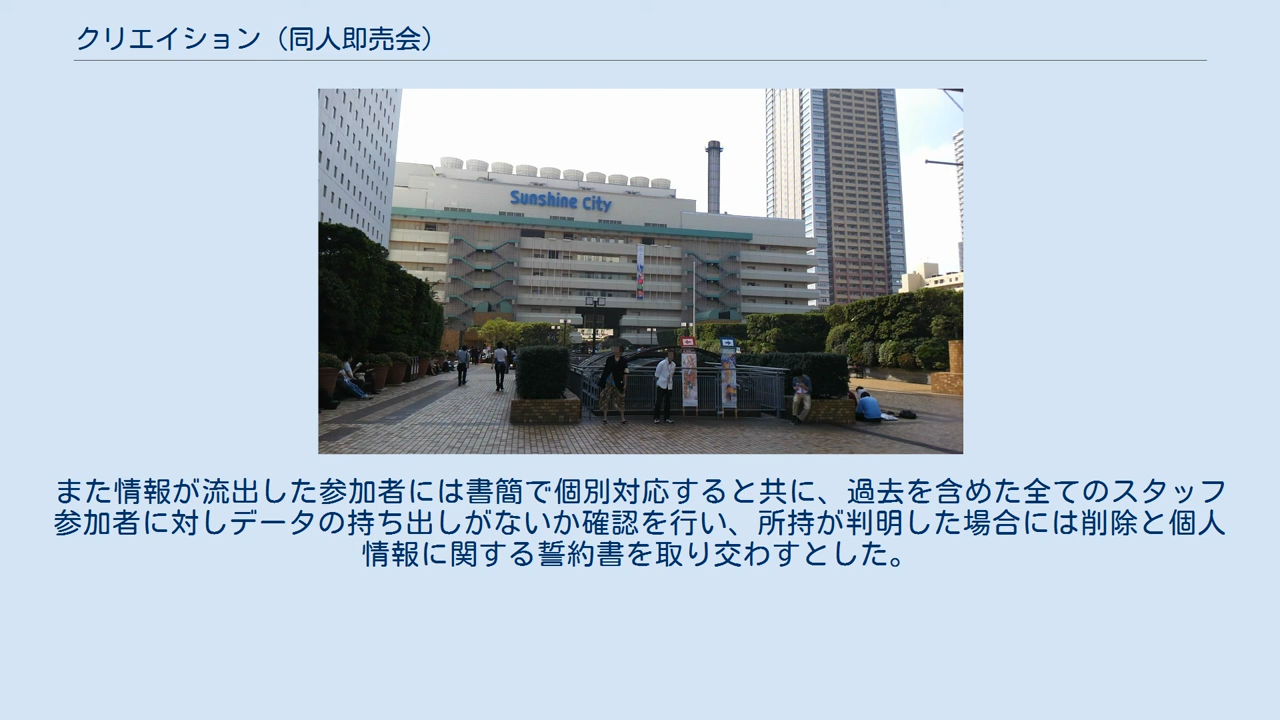 クリエイション（同人即売会）
Sunshine City
また情報が流出した参加者には書簡で個別対応すると共に、過去を含めた全てのスタッフ
参加者に対しデータの持ち出しがないか確認を行い、所持が判明した場合には削除と個人
情報に関する誓約書を取り交わすとした。